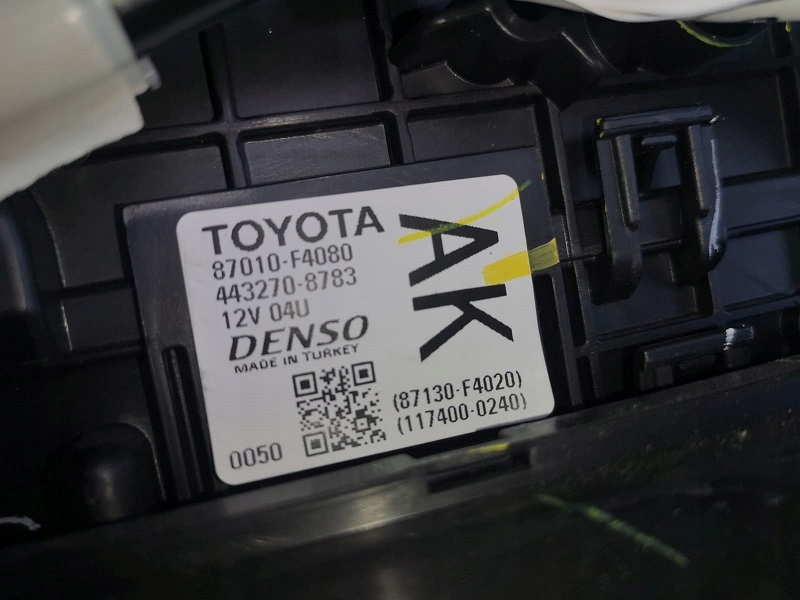 TOYOTA
87010-F4080
443270-8783
12V 04U
DENSO
MADE IN TURKEY
0050
AK
(87130-F4020)
(117400-0240)